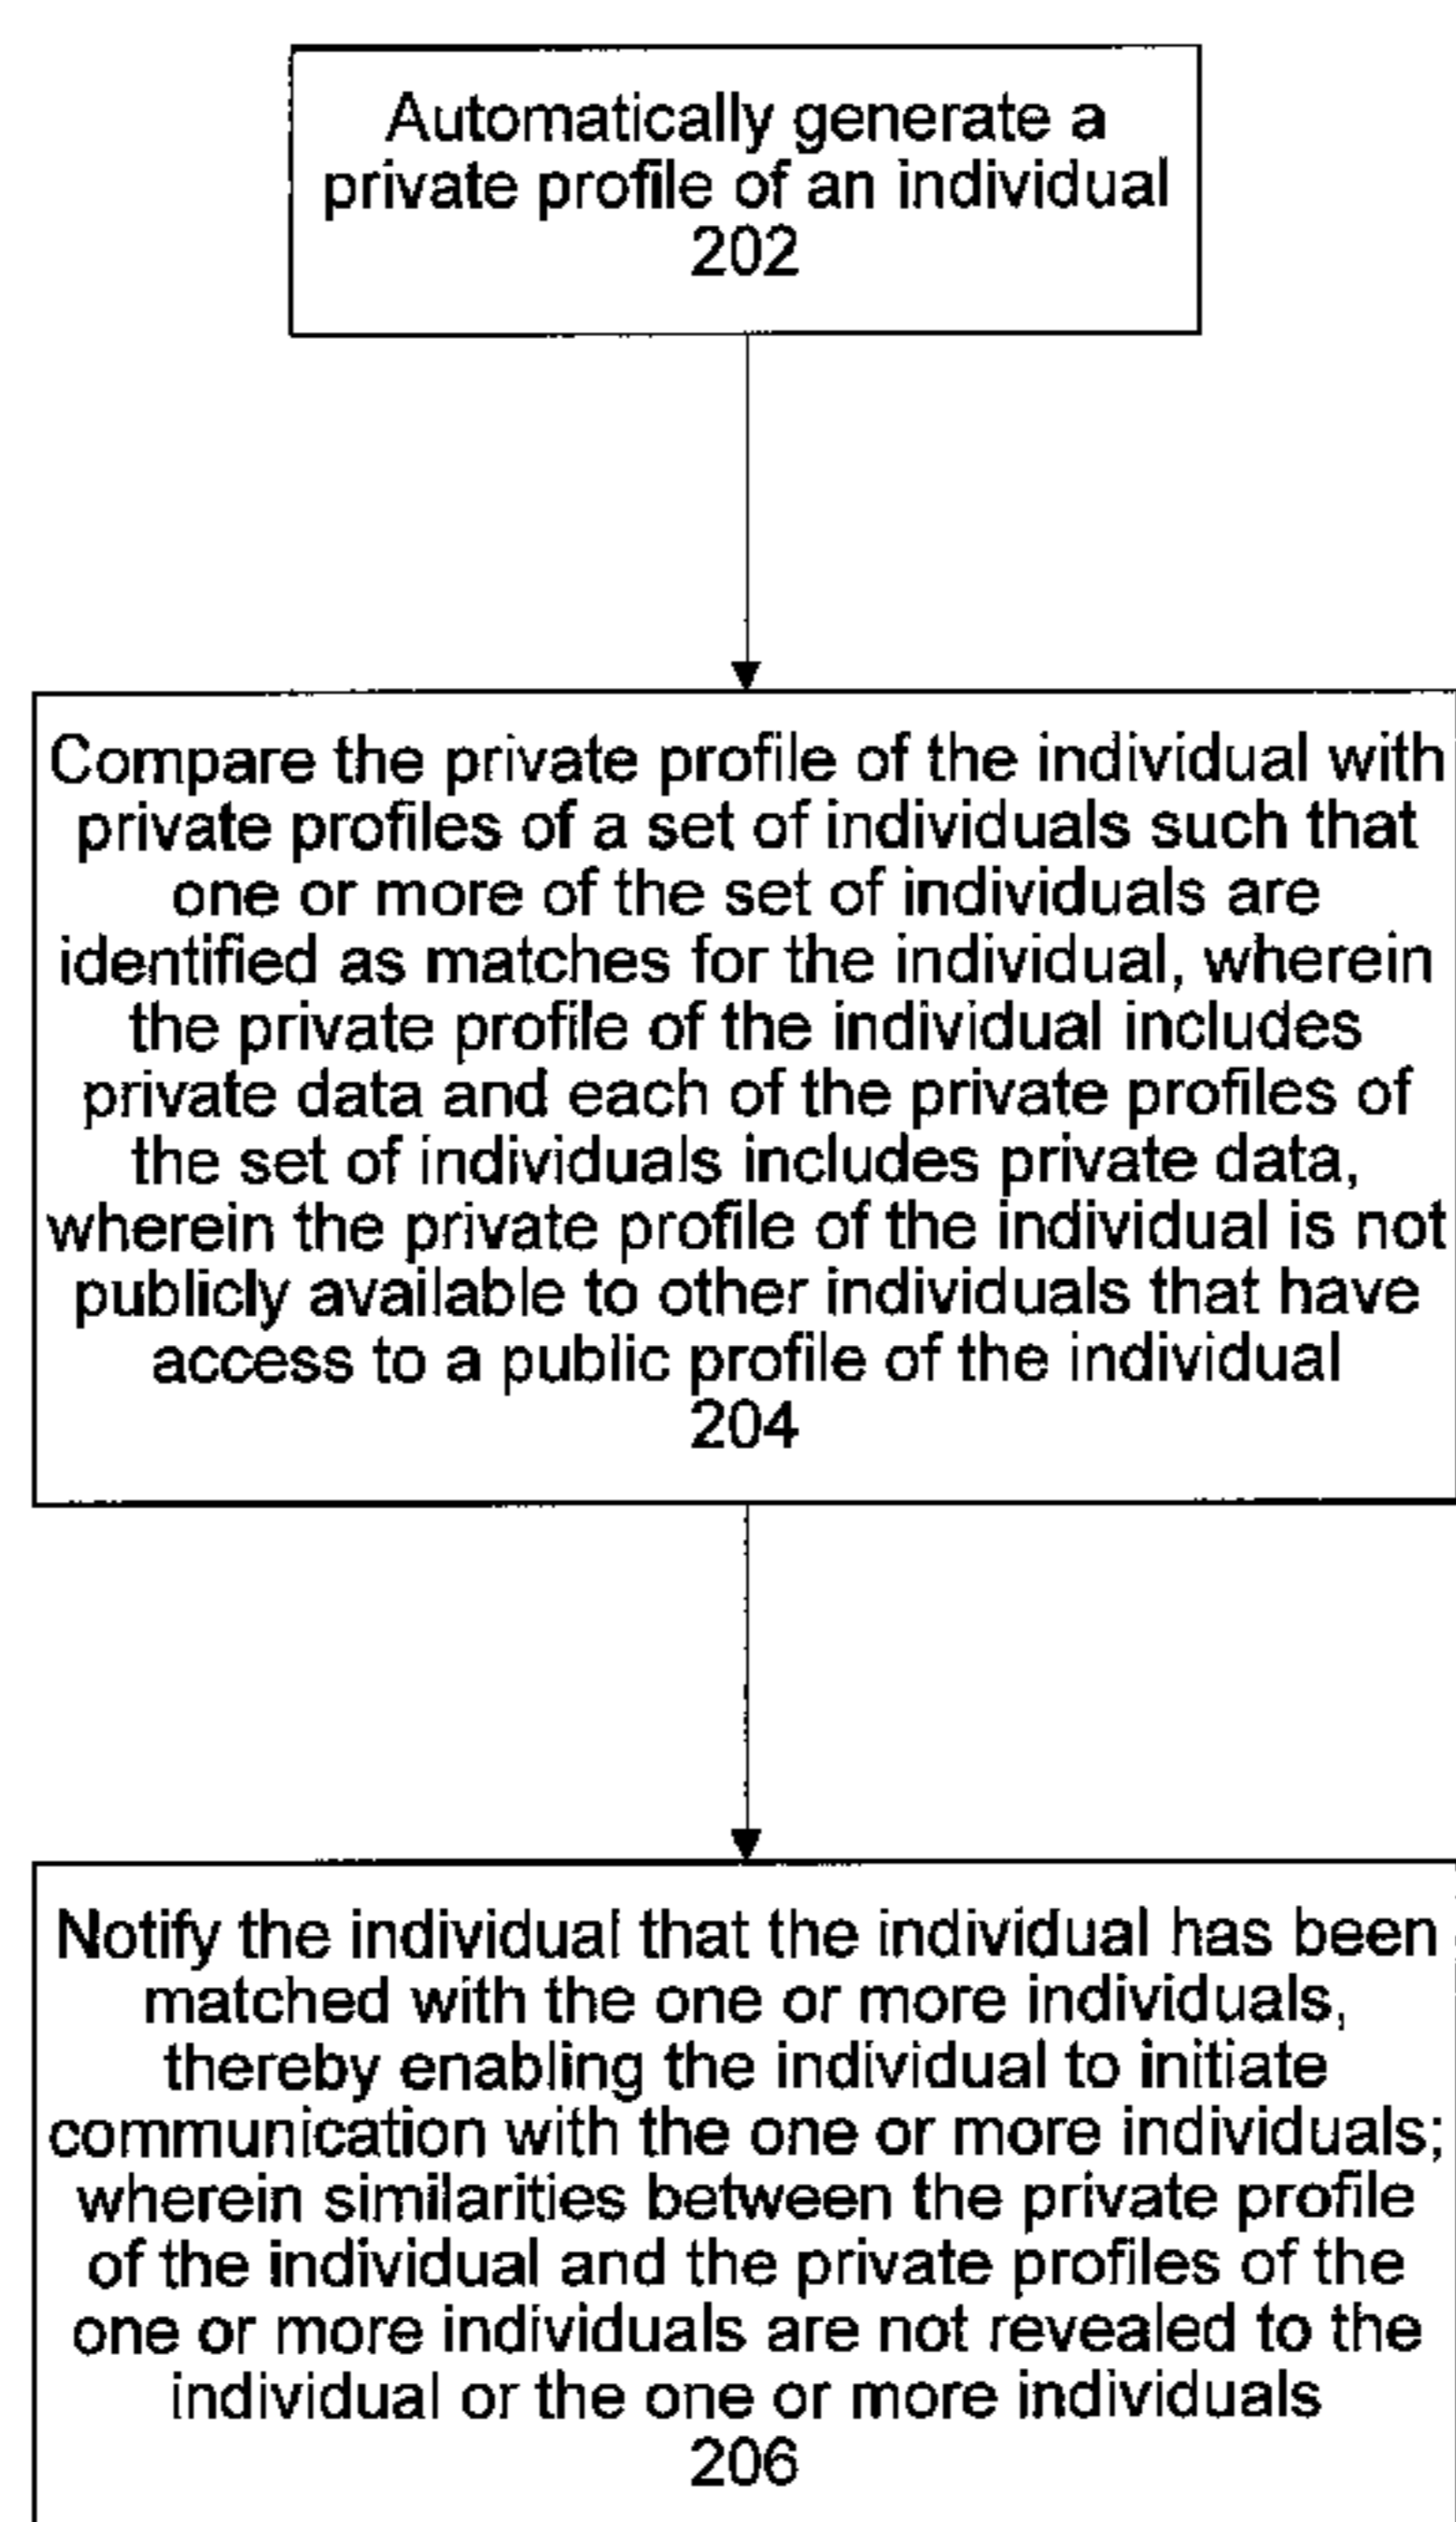 Automatically generate a
private profile of an individual
202
Compare the private profile of the individual with
private profiles of a set of individuals such that
one or more of the set of individuals are
identified as matches for the individual, wherein
the private profile of the individual includes
private data and each of the private profiles of
the set of individuals includes private data,
wherein the private profile of the individual is not
publicly available to other individuals that have
access to a public profile of the individual
204
Notify the individual that the individual has been
matched with the one or more individuals,
thereby enabling the individual to initiate
communication with the one or more individuals;
wherein similarities between the private profile
of the individual and the private profiles of the
one or more individuals are not revealed to the
individual or the one or more individuals
206